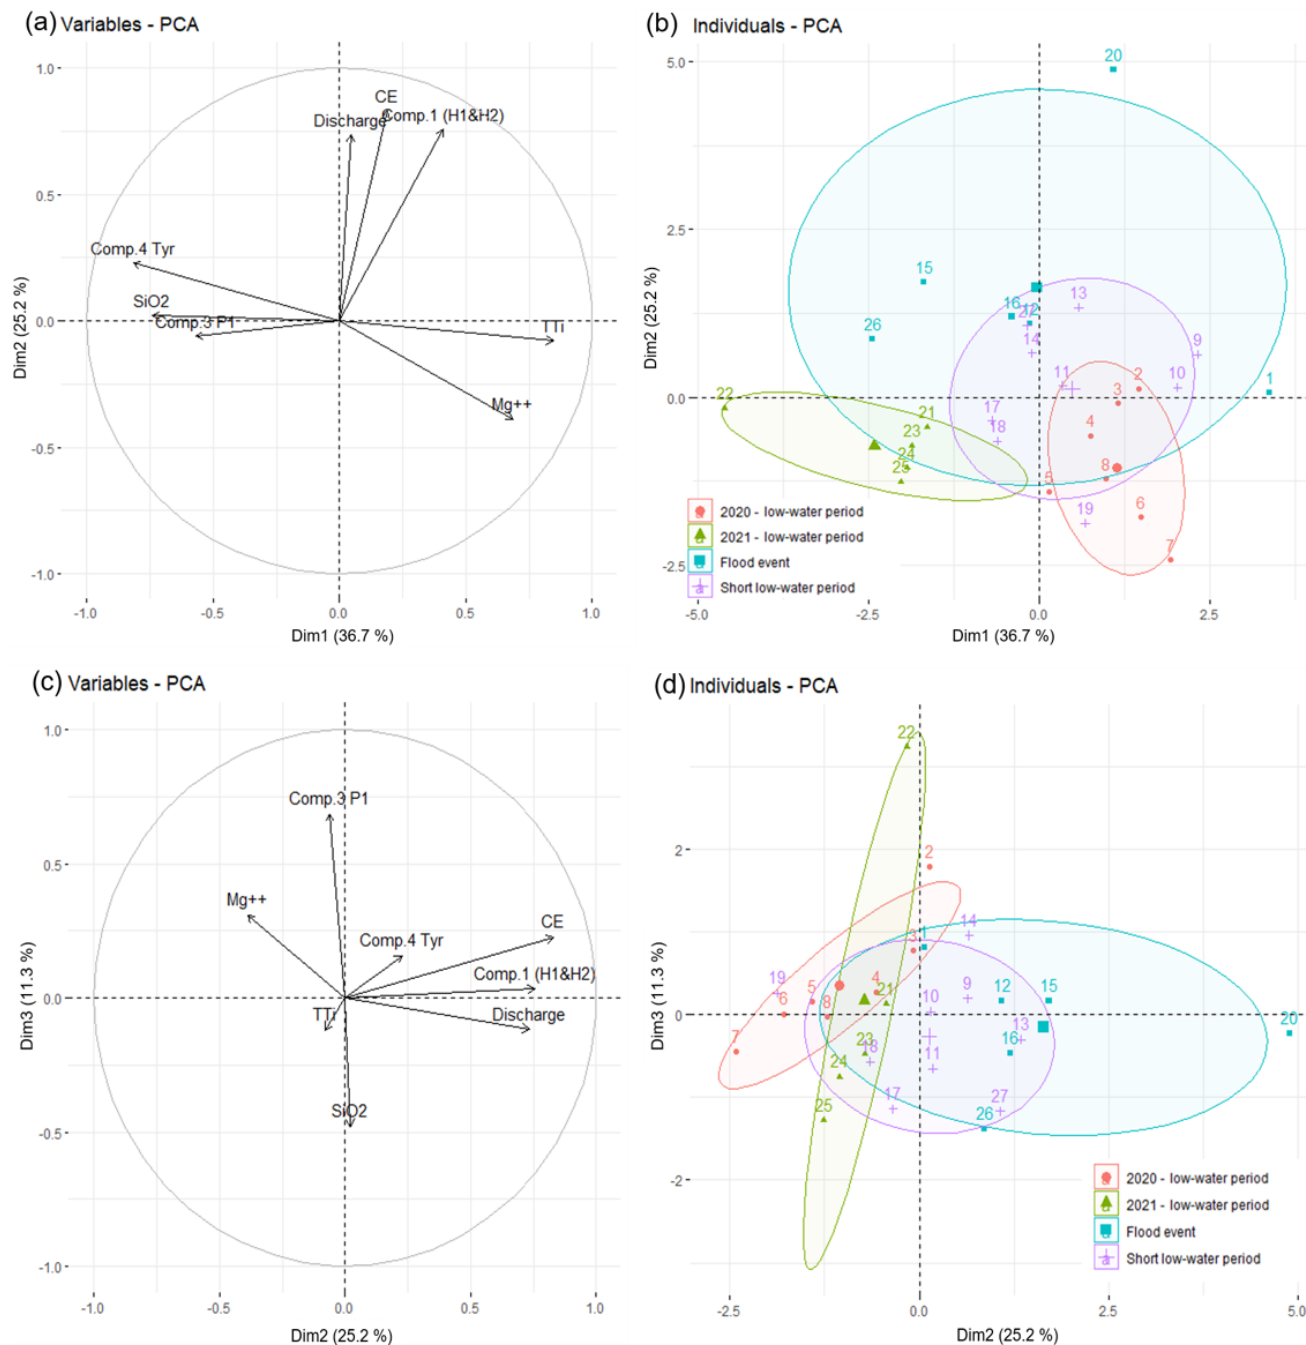 (a) Variables - PCA
1.0
CE
Discharge
Comp.1 (H1&H2)
0.5
Comp.4 Tyr
SiO2
0.0
Comp.3 P1
TTi
Mg++
-0.5
-1.0
-1.0 -0.5 0.0 0.5 1.0
Dim1 (36.7 %)
Dim2 (25.2 %)
(b) Individuals - PCA
5.0
20
2.5
15
13
16 27 12
26
14
9
11 10 2 1
3
0.0
22
21 17 4
23 18
24
25 5 8
19 6
7
-2.5
2020 - low-water period
2021 - low-water period
Flood event
Short low-water period
-5.0 -2.5 0.0 2.5
Dim1 (36.7 %)
Dim2 (25.2 %)
(c) Variables - PCA
1.0
Comp.3 P1
0.5
Mg++
CE
Comp.4 Tyr
Comp.1 (H1&H2)
0.0
TTi
Discharge
SiO2
-0.5
-1.0
-1.0 -0.5 0.0 0.5 1.0
Dim2 (25.2 %)
Dim3 (11.3 %)
(d) Individuals - PCA
22
2
2
14
3 1
19 4 9 12 15
6 5 21 10
0
8 13 20
7 23 16
24 18 11
25 17 27
26
-2
2020 - low-water period
2021 - low-water period
Flood event
Short low-water period
-2.5 0.0 2.5 5.0
Dim2 (25.2 %)
Dim3 (11.3 %)